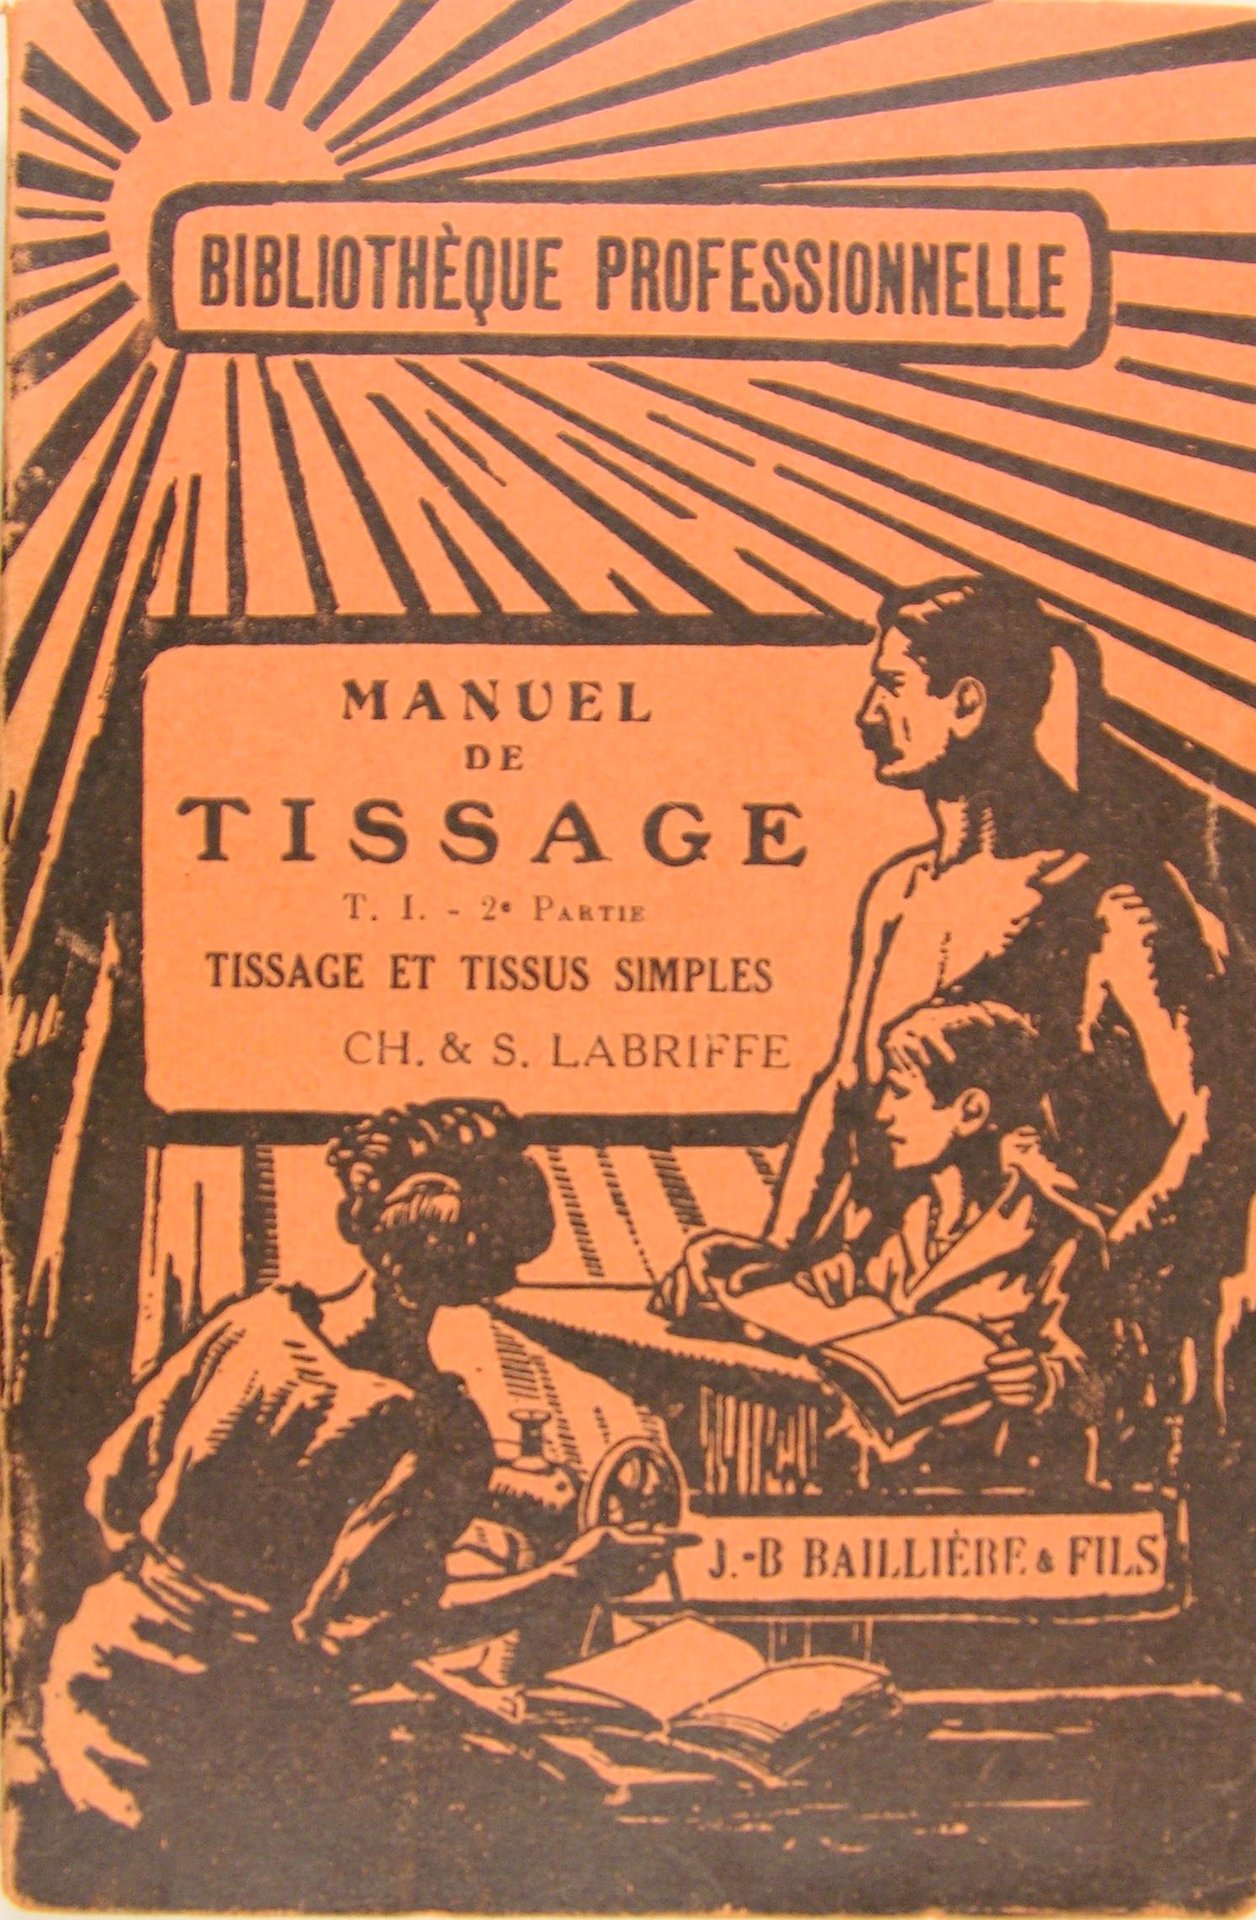 BIBLIOTHÈQUE PROFESSIONNELLE
MANUEL
DE
TISSAGE
T. I. - 2e PARTIE
TISSAGE ET TISSUS SIMPLES
CH. & S. LABRIFFE
J.-B BAILLIÈRE & FILS